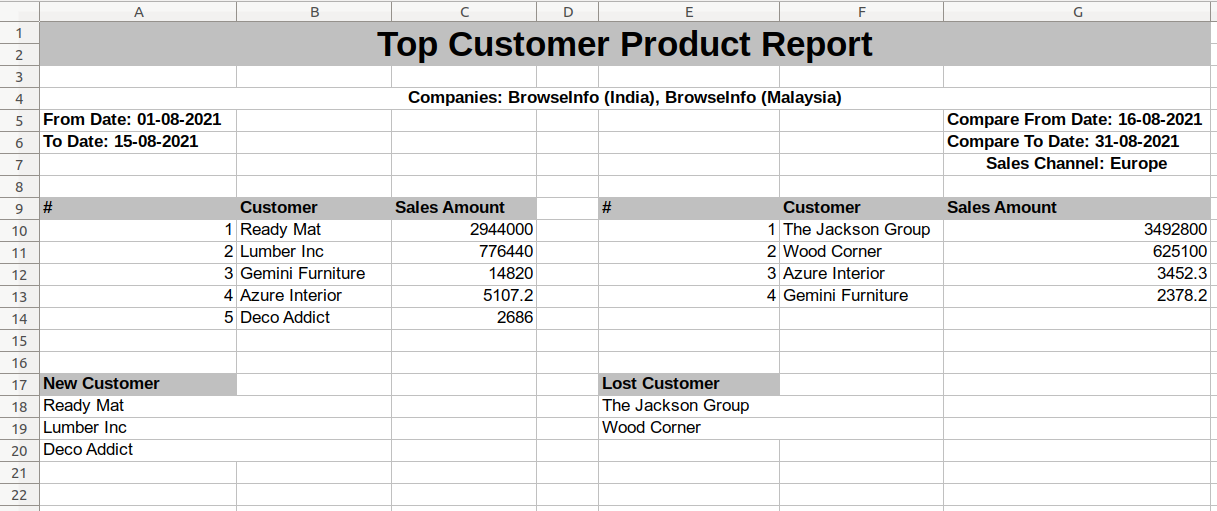 A B C D E F G
1 2 Top Customer Product Report
3
4 Companies: BrowseInfo (India), BrowseInfo (Malaysia)
5 From Date: 01-08-2021 Compare From Date: 16-08-2021
6 To Date: 15-08-2021 Compare To Date: 31-08-2021
7 Sales Channel: Europe
8
9 # Customer Sales Amount # Customer Sales Amount
10 1 Ready Mat 2944000 1 The Jackson Group 3492800
11 2 Lumber Inc 776440 2 Wood Corner 625100
12 3 Gemini Furniture 14820 3 Azure Interior 3452.3
13 4 Azure Interior 5107.2 4 Gemini Furniture 2378.2
14 5 Deco Addict 2686
15
16
17 New Customer Lost Customer
18 Ready Mat The Jackson Group
19 Lumber Inc Wood Corner
20 Deco Addict
21
22